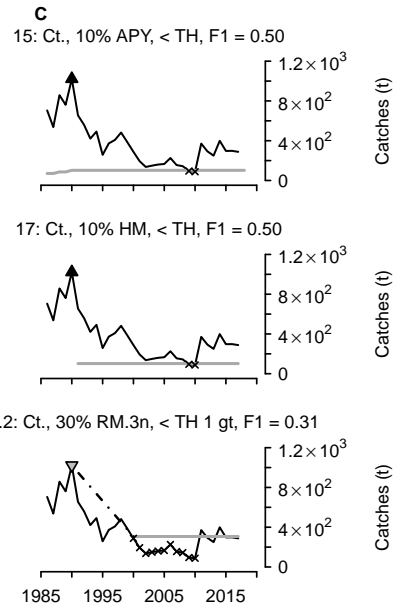 C
15: Ct., 10% APY, < TH, F1 = 0.50
1.2×10³
8×10²
4×10²
0
Catches (t)
17: Ct., 10% HM, < TH, F1 = 0.50
1.2×10³
8×10²
4×10²
0
Catches (t)
.2: Ct., 30% RM.3n, < TH 1 gt, F1 = 0.31
1.2×10³
8×10²
4×10²
0
Catches (t)
1985 1995 2005 2015